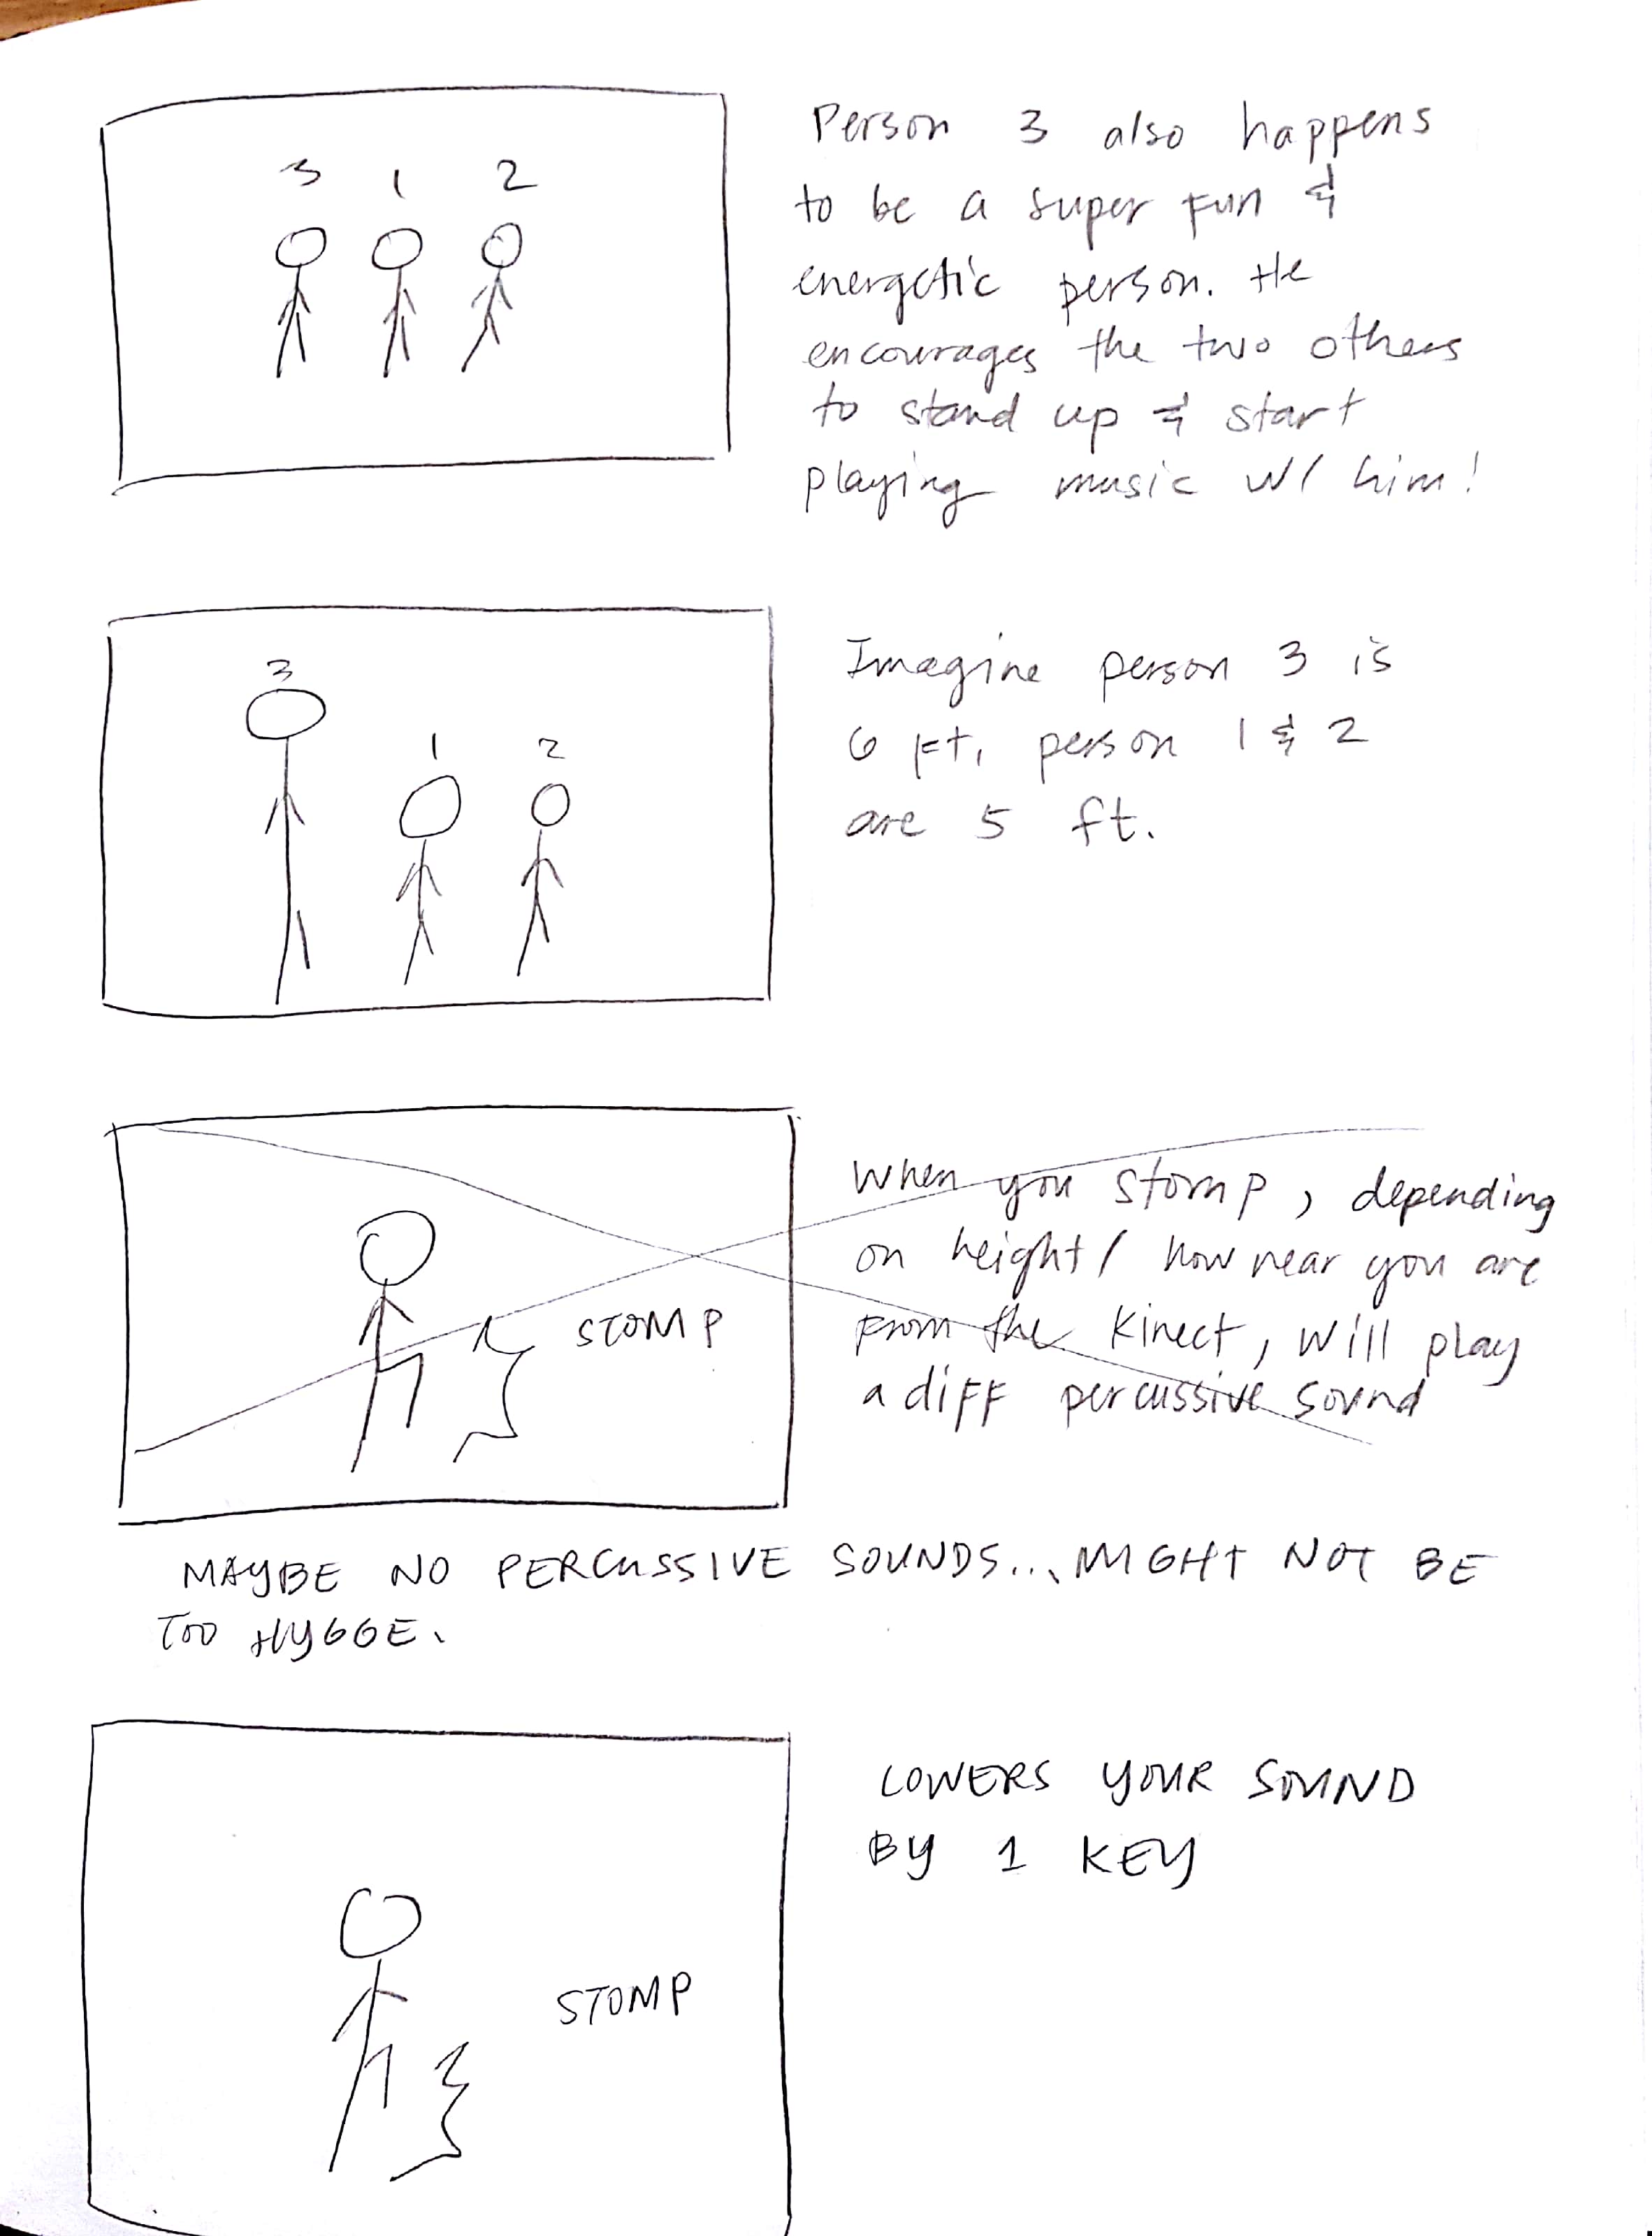 3 1 2
Person 3 also happens
to be a super fun &
energetic person. He
encourages the two others
to stand up & start
playing music w/ him!
3
1 2
Imagine person 3 is
6 ft, person 1 & 2
are 5 ft.
STOMP
When you stomp, depending
on height/ how near you are
from the Kinect, will play
a diff percussive sound
MAYBE NO PERCUSSIVE SOUNDS... MIGHT NOT BE
TOO HYGGE.
STOMP
LOWERS YOUR SOUND
BY 1 KEY